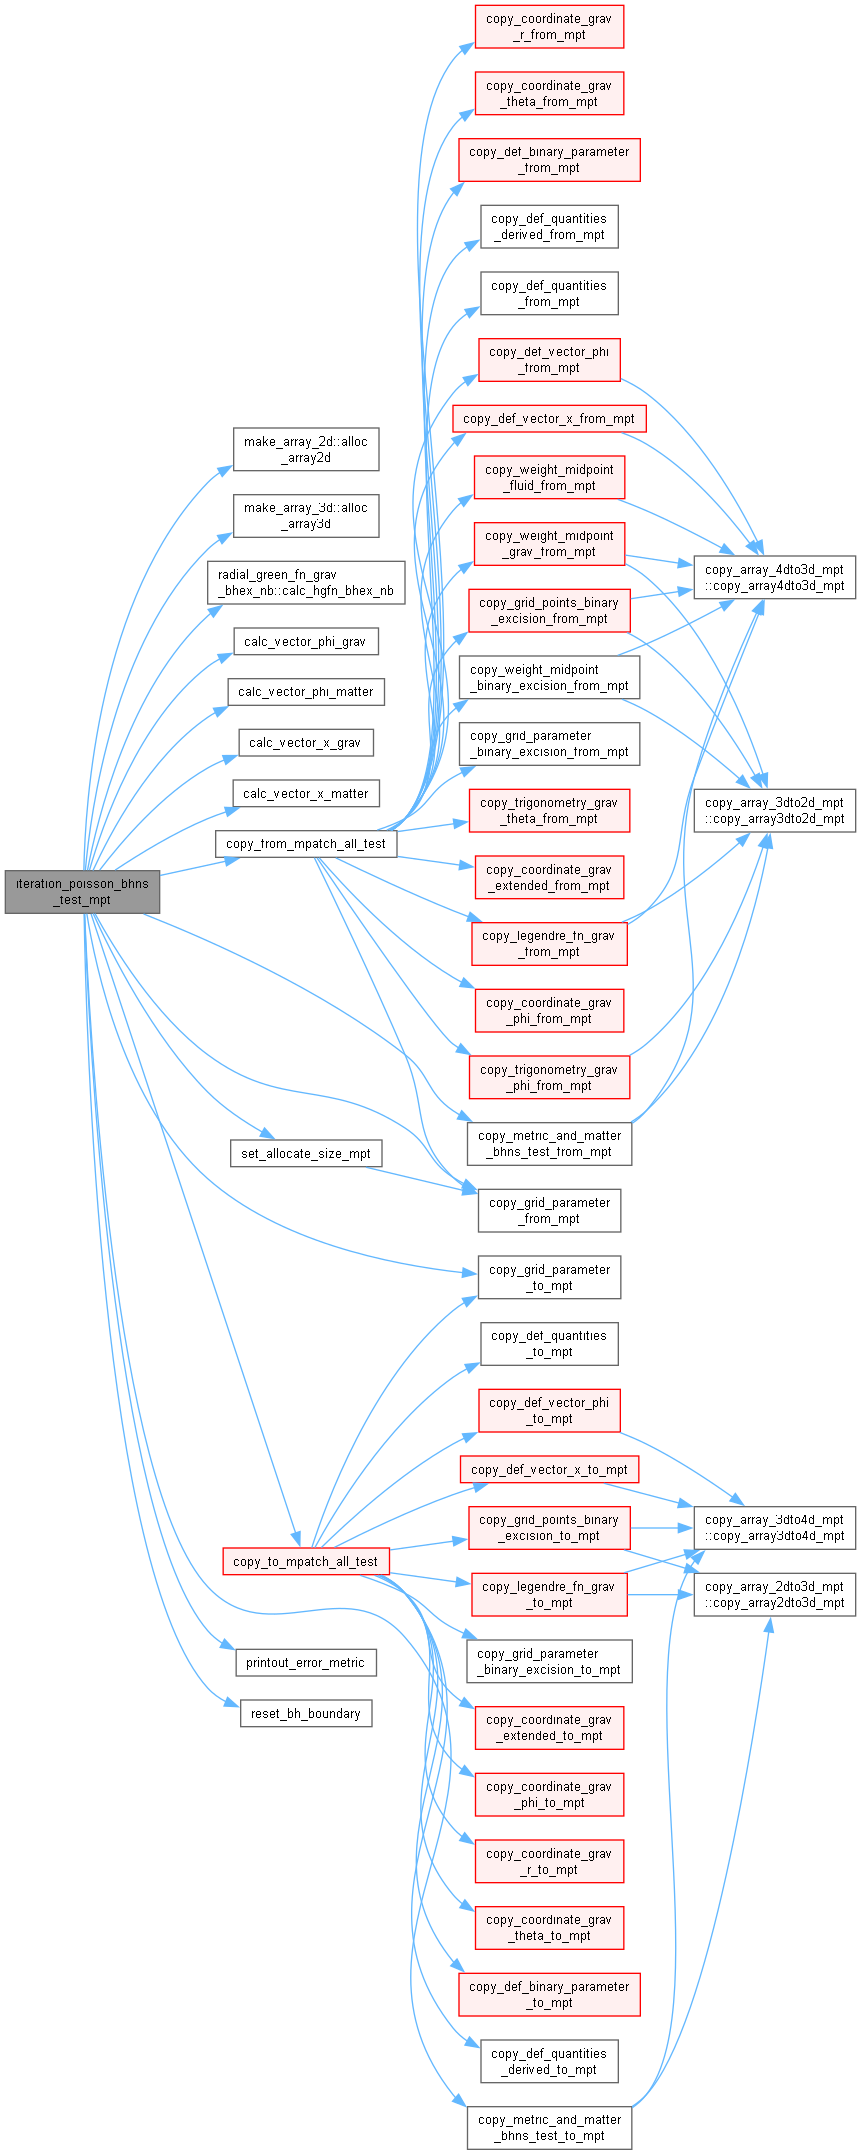 copy_coordinate_grav
_r_from_mpt
copy_coordinate_grav
_theta_from_mpt
copy_def_binary_parameter
_from_mpt
copy_def_quantities
_derived_from_mpt
copy_def_quantities
_from_mpt
copy_def_vector_phi
_from_mpt
copy_def_vector_x_from_mpt
make_array_2d::alloc
_array2d
copy_weight_midpoint
_fluid_from_mpt
make_array_3d::alloc
_array3d
copy_weight_midpoint
_grav_from_mpt
radial_green_fn_grav
_bhex_nb::calc_hgfn_bhex_nb
copy_array_4dto3d_mpt
::copy_array4dto3d_mpt
copy_grid_points_binary
_excision_from_mpt
calc_vector_phi_grav
copy_weight_midpoint
_binary_excision_from_mpt
calc_vector_phi_matter
calc_vector_x_grav
copy_grid_parameter
_binary_excision_from_mpt
calc_vector_x_matter
copy_trigonometry_grav
_theta_from_mpt
copy_array_3dto2d_mpt
::copy_array3dto2d_mpt
copy_from_mpatch_all_test
iteration_poisson_bhns
_test_mpt
copy_coordinate_grav
_extended_from_mpt
copy_legendre_fn_grav
_from_mpt
copy_coordinate_grav
_phi_from_mpt
copy_trigonometry_grav
_phi_from_mpt
copy_metric_and_matter
_bhns_test_from_mpt
set_allocate_size_mpt
copy_grid_parameter
_from_mpt
copy_grid_parameter
_to_mpt
copy_def_quantities
_to_mpt
copy_def_vector_phi
_to_mpt
copy_def_vector_x_to_mpt
copy_grid_points_binary
_excision_to_mpt
copy_array_3dto4d_mpt
::copy_array3dto4d_mpt
copy_to_mpatch_all_test
copy_legendre_fn_grav
_to_mpt
copy_array_2dto3d_mpt
::copy_array2dto3d_mpt
copy_grid_parameter
_binary_excision_to_mpt
printout_error_metric
reset_bh_boundary
copy_coordinate_grav
_extended_to_mpt
copy_coordinate_grav
_phi_to_mpt
copy_coordinate_grav
_r_to_mpt
copy_coordinate_grav
_theta_to_mpt
copy_def_binary_parameter
_to_mpt
copy_def_quantities
_derived_to_mpt
copy_metric_and_matter
_bhns_test_to_mpt